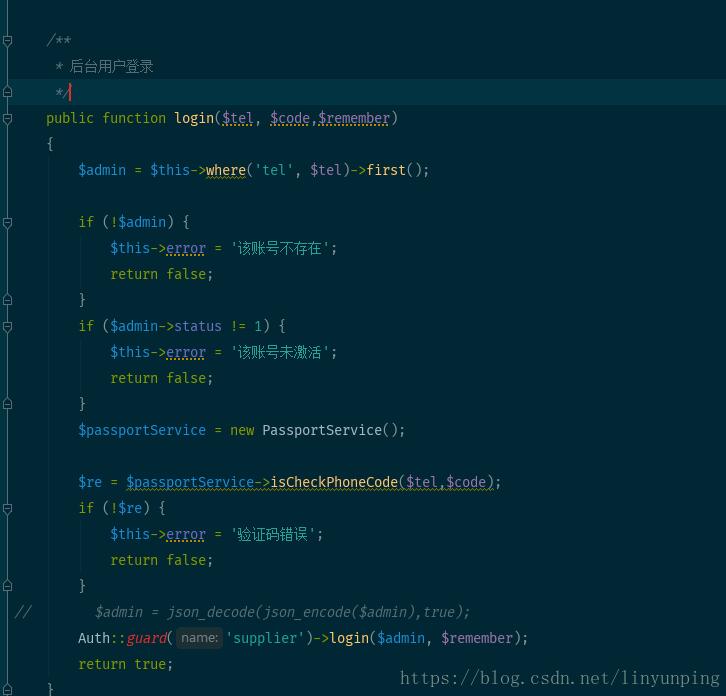 /**
* 后台用户登录
*/
public function login($tel, $code,$remember)
{
$admin = $this->where('tel', $tel)->first();
if (!$admin) {
$this->error = '该账号不存在';
return false;
}
if ($admin->status != 1) {
$this->error = '该账号未激活';
return false;
}
$passportService = new PassportService();
$re = $passportService->isCheckPhoneCode($tel,$code);
if (!$re) {
$this->error = '验证码错误';
return false;
}
// $admin = json_decode(json_encode($admin),true);
Auth::guard( name: 'supplier')->login($admin, $remember);
return true;
}
https://blog.csdn.net/linyunping